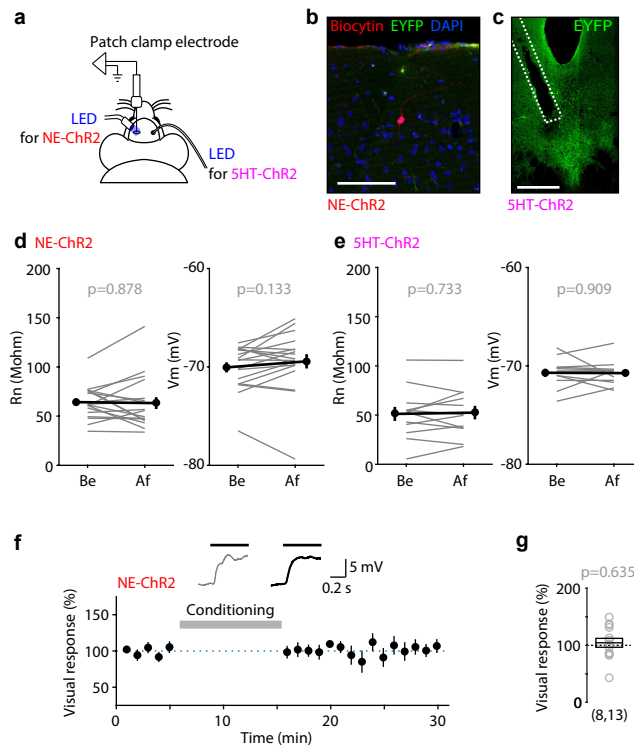 a
Patch clamp electrode
LED
for NE-ChR2
LED
for 5HT-ChR2
b
Biocytin EYFP DAPI
NE-ChR2
c
EYFP
5HT-ChR2
d NE-ChR2
200
150
100
50
0
Rn (Mohm)
p=0.878
Be Af
-60
-70
-80
Vm (mV)
p=0.133
Be Af
e 5HT-ChR2
200
150
100
50
0
Rn (Mohm)
p=0.733
Be Af
-60
-70
-80
Vm (mV)
p=0.909
Be Af
f
NE-ChR2
5 mV
0.2 s
Conditioning
150
100
50
Visual response (%)
0 10 20 30
Time (min)
g
p=0.635
200
100
0
Visual response (%)
(8,13)